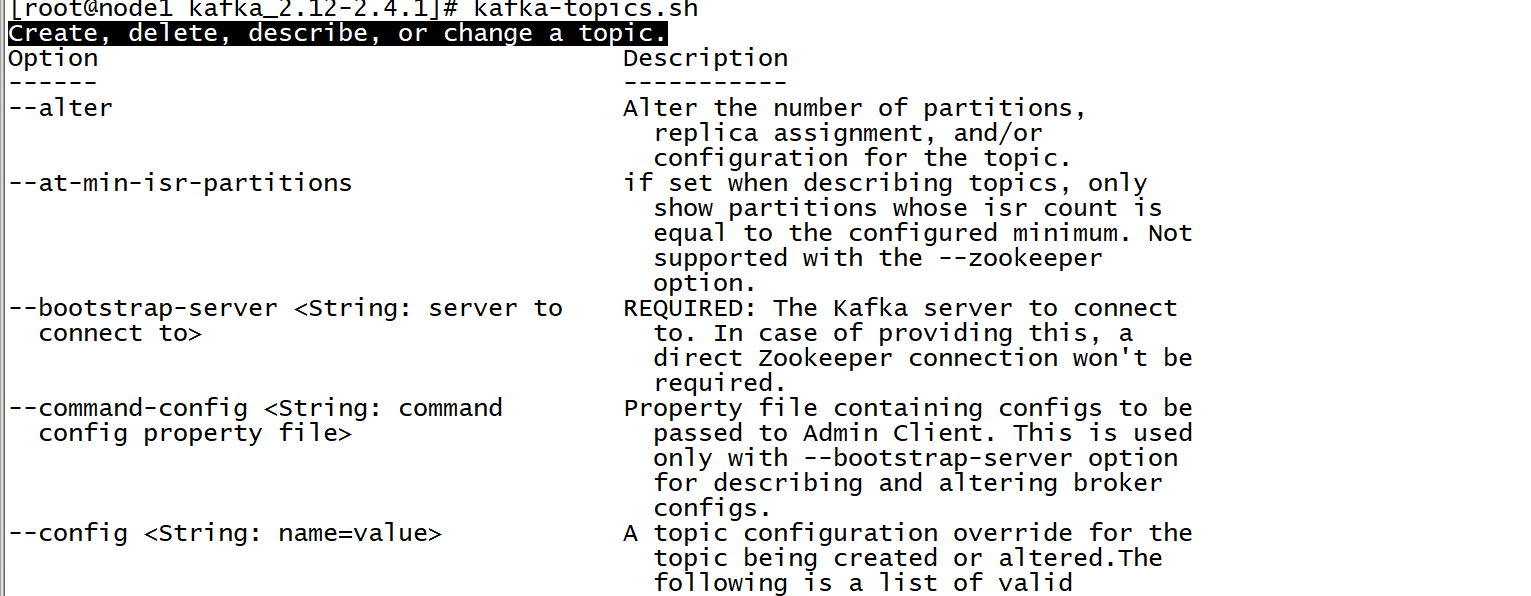 [root@node1 kafka_2.12-2.4.1]# kafka-topics.sh
Create, delete, describe, or change a topic.
Option                                   Description
------                                   -----------
--alter                                  Alter the number of partitions,
                                           replica assignment, and/or
                                           configuration for the topic.
--at-min-isr-partitions                  if set when describing topics, only
                                           show partitions whose isr count is
                                           equal to the configured minimum. Not
                                           supported with the --zookeeper
                                           option.
--bootstrap-server <String: server to    REQUIRED: The Kafka server to connect
  connect to>                              to. In case of providing this, a
                                           direct Zookeeper connection won't be
                                           required.
--command-config <String: command        Property file containing configs to be
  config property file>                    passed to Admin Client. This is used
                                           only with --bootstrap-server option
                                           for describing and altering broker
                                           configs.
--config <String: name=value>            A topic configuration override for the
                                           topic being created or altered.The
                                           following is a list of valid